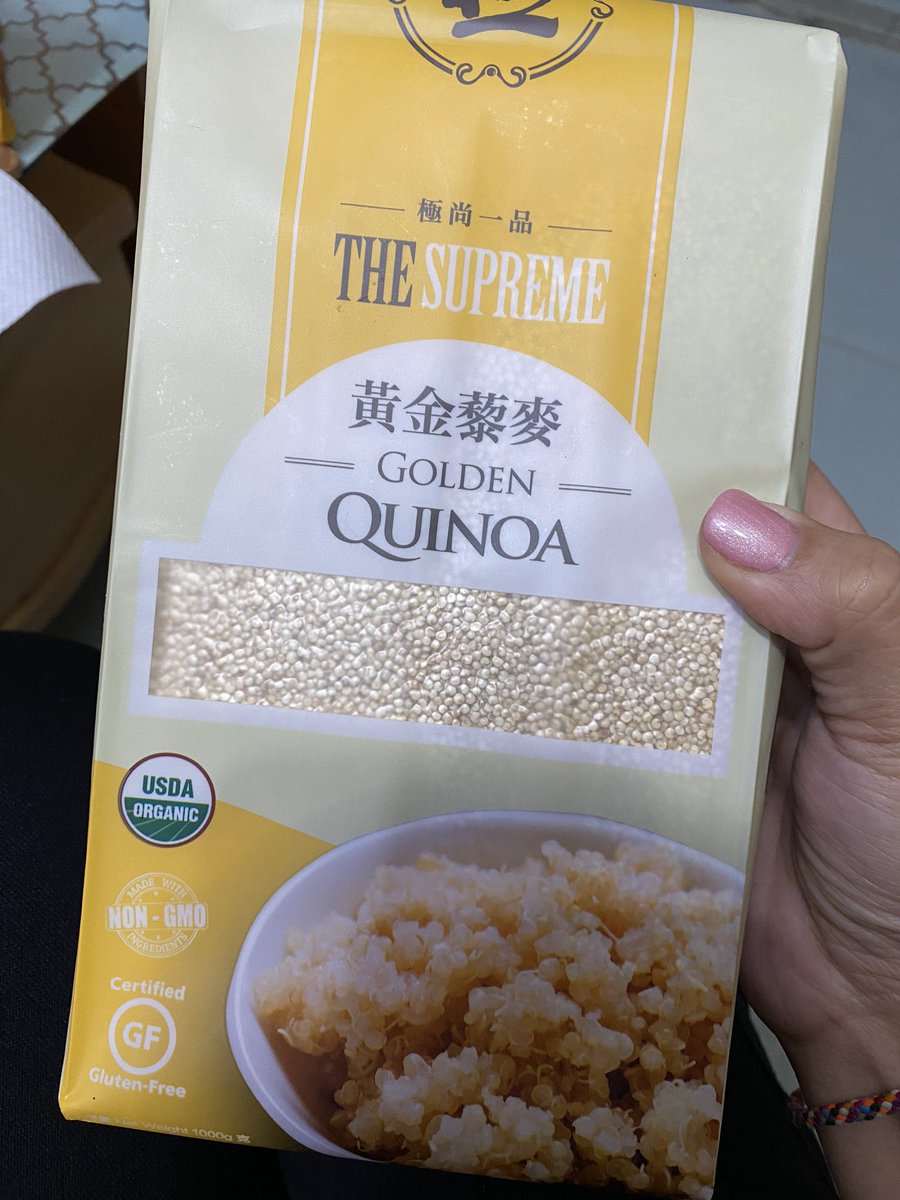 極尚一品
THE SUPREME
黃金藜麥
GOLDEN
QUINOA
USDA
ORGANIC
MADE WITH
NON-GMO
INGREDIENTS
Certified
GF
Gluten-Free
Net Weight 1000g 克